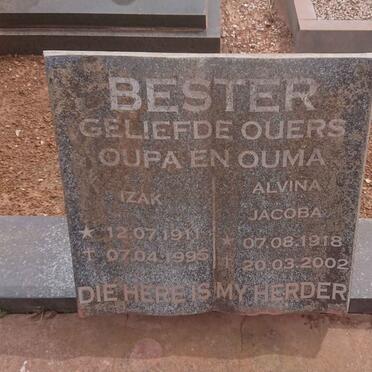 BESTER
GELIEFDE OUERS
OUPA EN OUMA
IZAK
★ 12.07.1911
† 07.04.1995
ALVINA
JACOBA
★ 07.08.1918
† 20.03.2002
DIE HERE IS MY HERDER